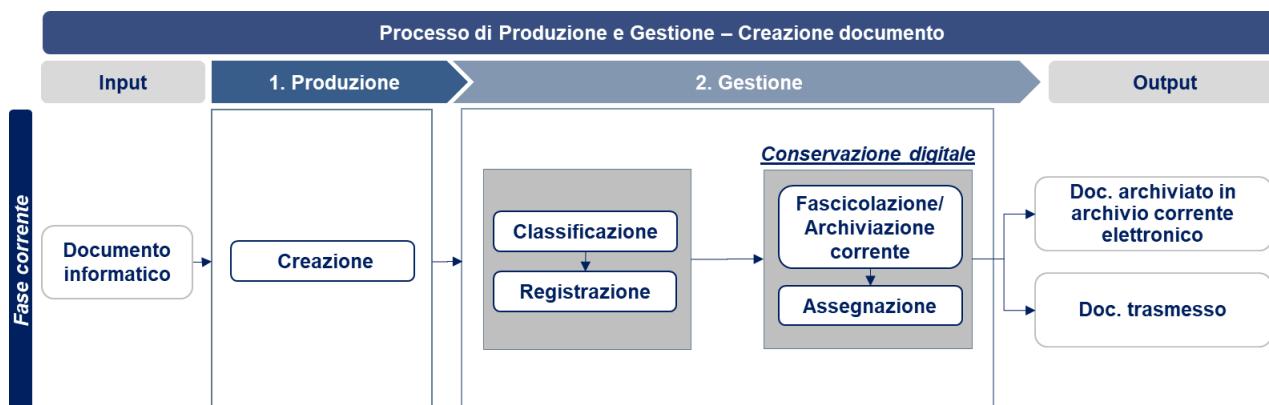 Processo di Produzione e Gestione – Creazione documento
Input
1. Produzione
2. Gestione
Output
Fase corrente
Documento
informatico
Creazione
Classificazione
Registrazione
Conservazione digitale
Fascicolazione/
Archiviazione
corrente
Assegnazione
Doc. archiviato in
archivio corrente
elettronico
Doc. trasmesso